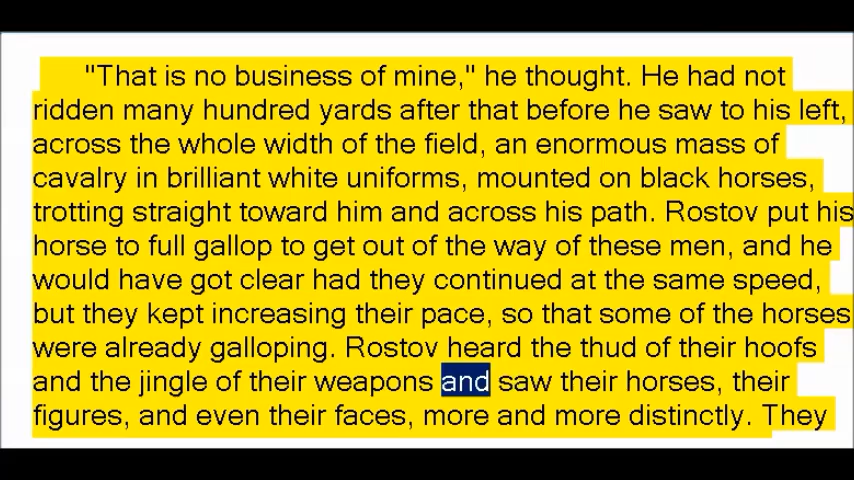 "That is no business of mine," he thought. He had not
ridden many hundred yards after that before he saw to his left,
across the whole width of the field, an enormous mass of
cavalry in brilliant white uniforms, mounted on black horses,
trotting straight toward him and across his path. Rostov put his
horse to full gallop to get out of the way of these men, and he
would have got clear had they continued at the same speed,
but they kept increasing their pace, so that some of the horses
were already galloping. Rostov heard the thud of their hoofs
and the jingle of their weapons and saw their horses, their
figures, and even their faces, more and more distinctly. They